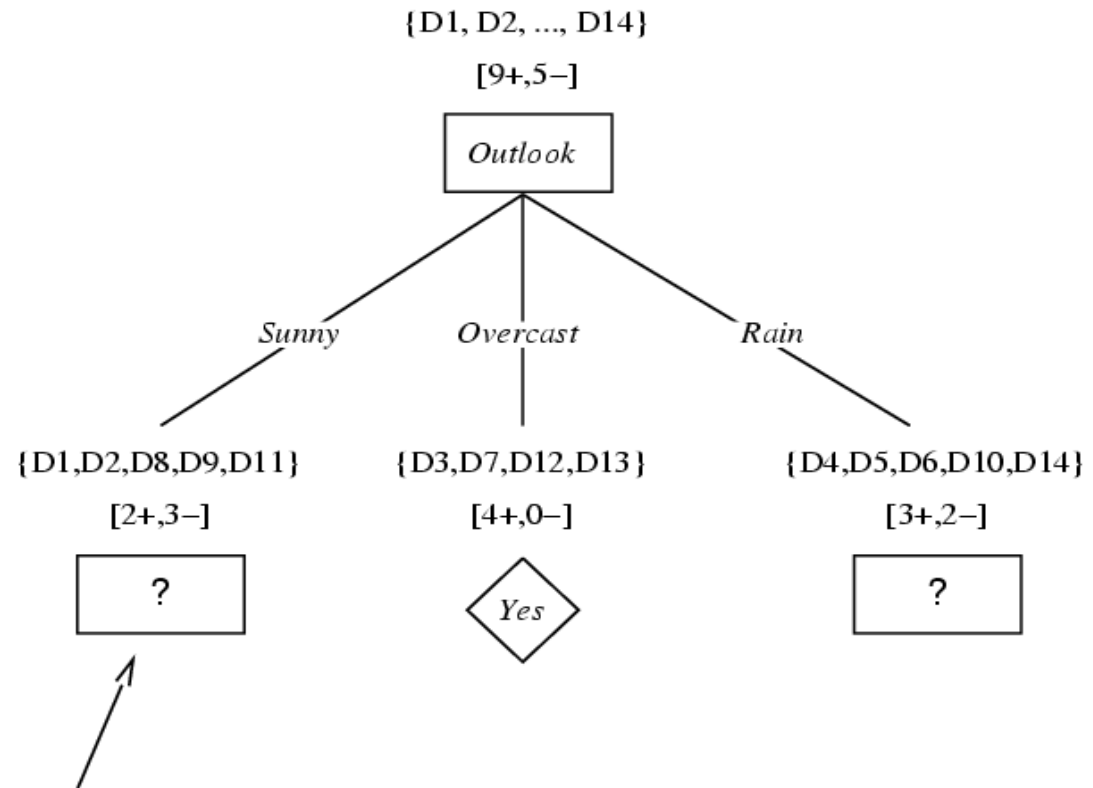 {D1, D2, ..., D14}
[9+,5−]
Outlook
Sunny Overcast Rain
{D1,D2,D8,D9,D11} {D3,D7,D12,D13} {D4,D5,D6,D10,D14}
[2+,3−] [4+,0−] [3+,2−]
? Yes ?